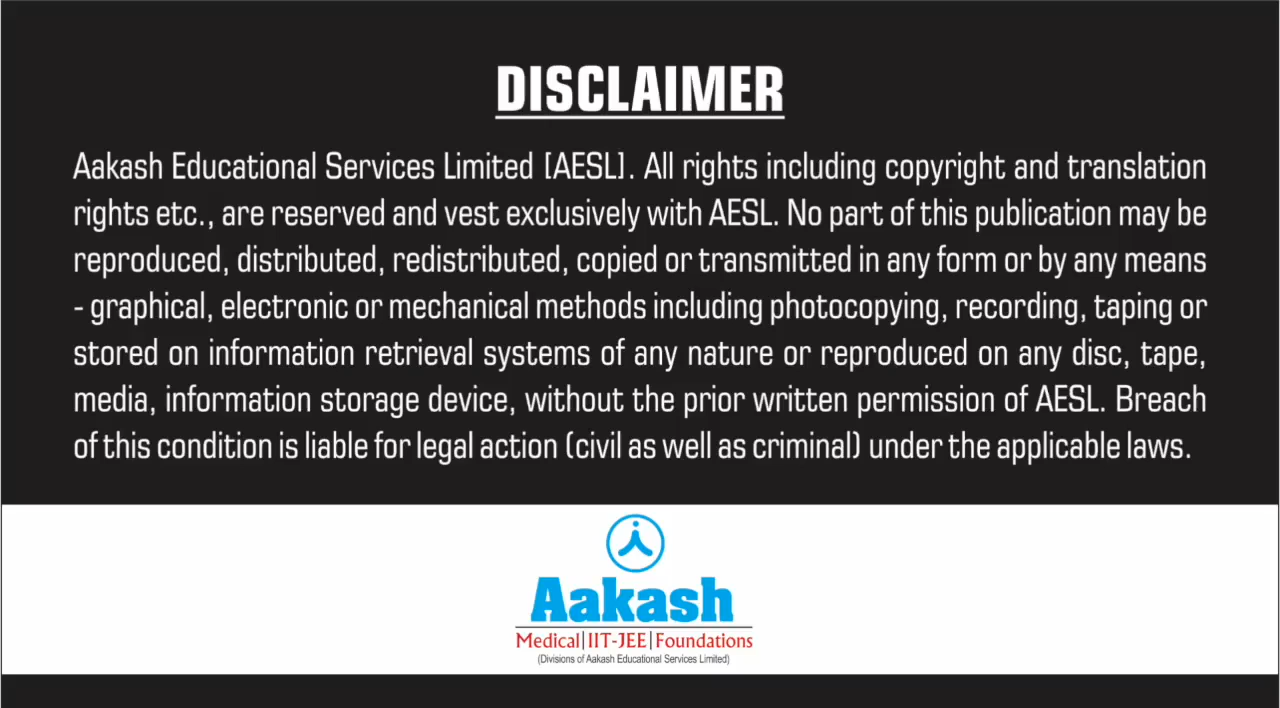 DISCLAIMER
Aakash Educational Services Limited [AESL]. All rights including copyright and translation
rights etc., are reserved and vest exclusively with AESL. No part of this publication may be
reproduced, distributed, redistributed, copied or transmitted in any form or by any means
- graphical, electronic or mechanical methods including photocopying, recording, taping or
stored on information retrieval systems of any nature or reproduced on any disc, tape,
media, information storage device, without the prior written permission of AESL. Breach
of this condition is liable for legal action (civil as well as criminal) under the applicable laws.
Aakash
Medical|IIT-JEE|Foundations
(Divisions of Aakash Educational Services Limited)